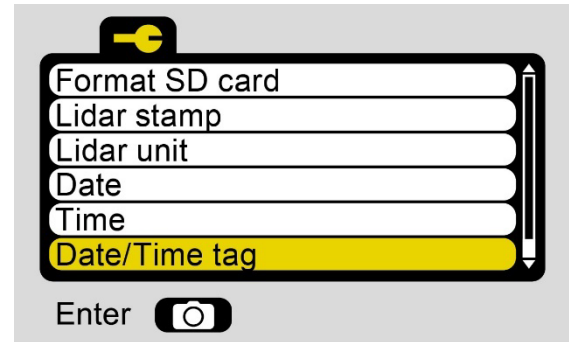 Format SD card
Lidar stamp
Lidar unit
Date
Time
Date/Time tag
Enter